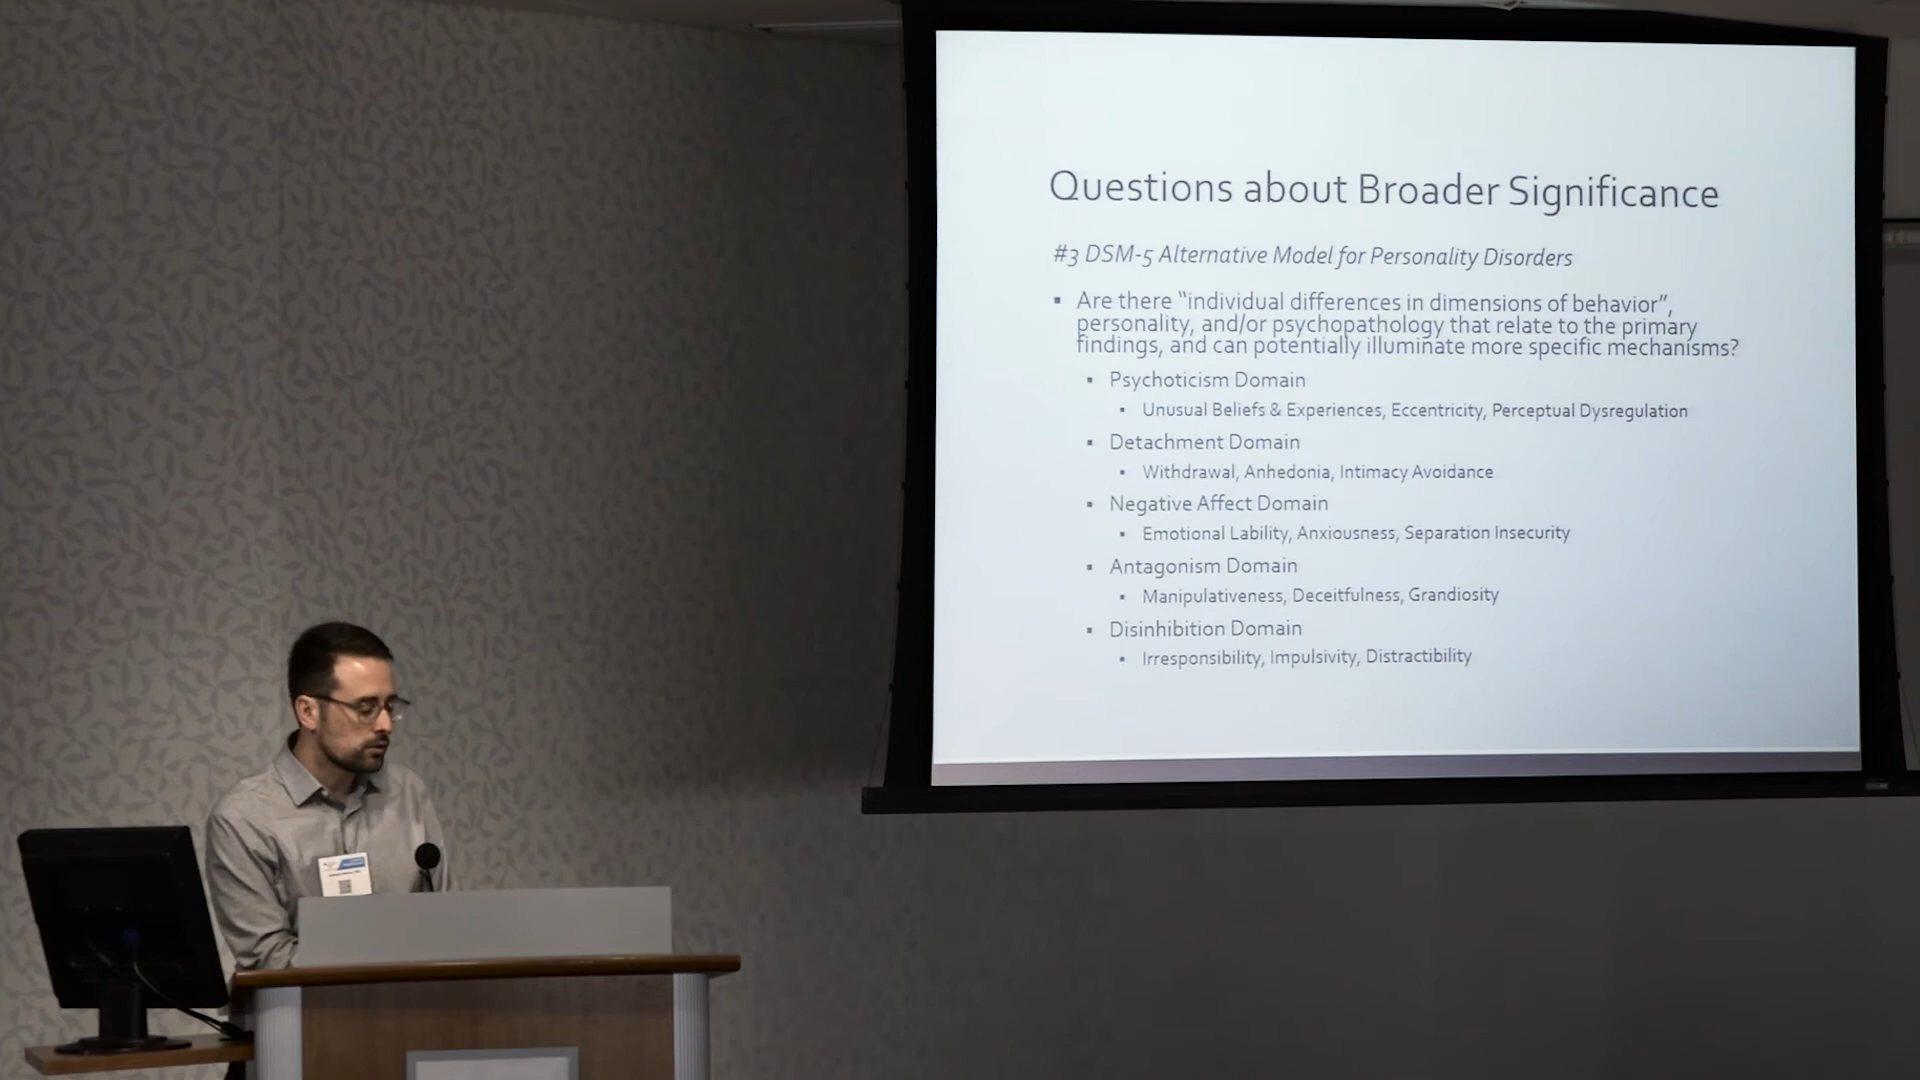 Questions about Broader Significance
#3 DSM-5 Alternative Model for Personality Disorders
▪ Are there “individual differences in dimensions of behavior”,
personality, and/or psychopathology that relate to the primary
findings, and can potentially illuminate more specific mechanisms?
▪ Psychoticism Domain
▪ Unusual Beliefs & Experiences, Eccentricity, Perceptual Dysregulation
▪ Detachment Domain
▪ Withdrawal, Anhedonia, Intimacy Avoidance
▪ Negative Affect Domain
▪ Emotional Lability, Anxiousness, Separation Insecurity
▪ Antagonism Domain
▪ Manipulativeness, Deceitfulness, Grandiosity
▪ Disinhibition Domain
▪ Irresponsibility, Impulsivity, Distractibility